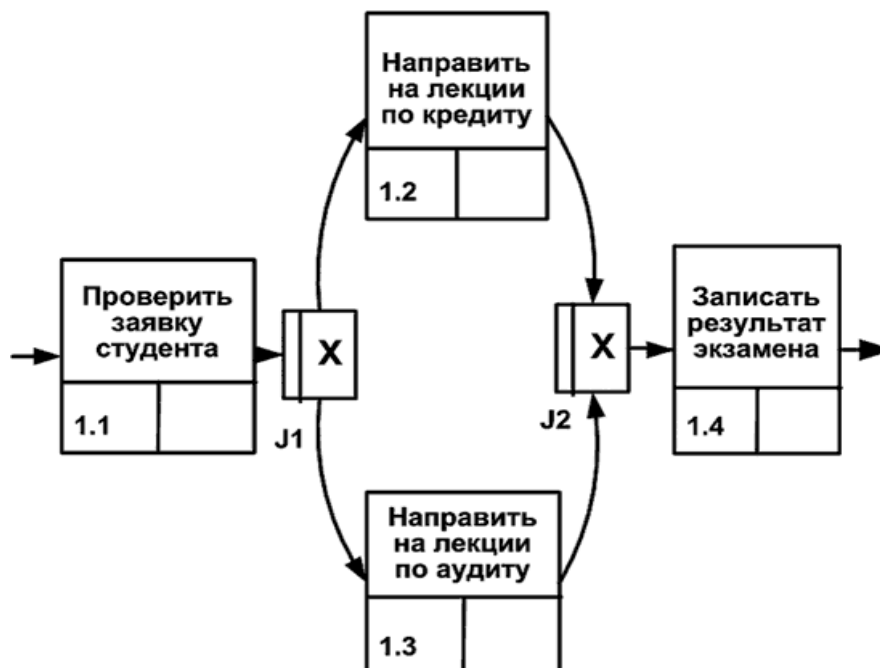 Направить
на лекции
по кредиту
1.2
Проверить
заявку
студента
1.1
X
J1
X
J2
Записать
результат
экзамена
1.4
Направить
на лекции
по аудиту
1.3